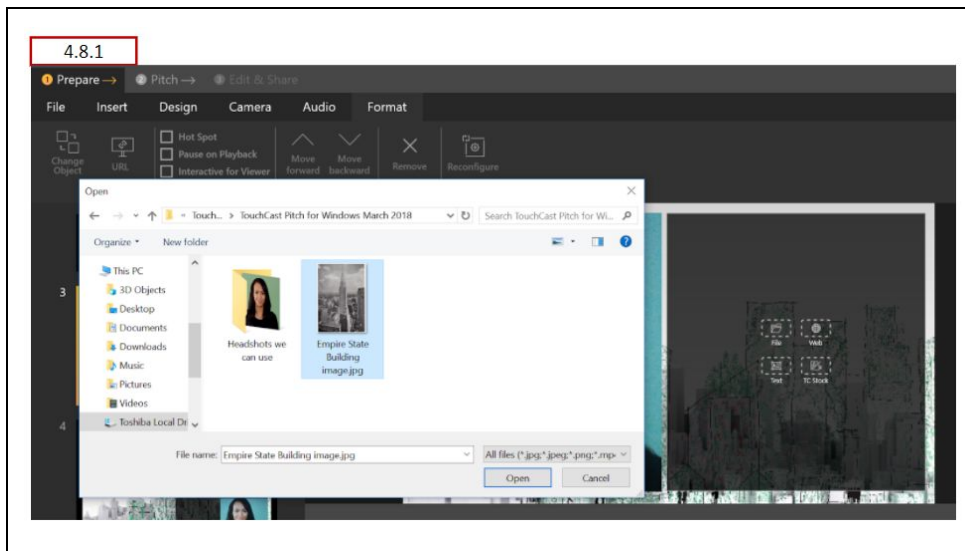 4.8.1
1 Prepare → 2 Pitch → 3 Edit & Share
File Insert Design Camera Audio Format
Change Object
URL
Hot Spot
Pause on Playback
Interactive for Viewer
Move forward
Move backward
Remove
Reconfigure
Open
« Touch... > TouchCast Pitch for Windows March 2018
Search TouchCast Pitch for Wi...
Organize New folder
This PC
3D Objects
Desktop
Documents
Downloads
Music
Pictures
Videos
Toshiba Local Dr
Headshots we
can use
Empire State
Building
image.jpg
File name: Empire State Building image.jpg
All files (*.jpg;*.jpeg;*.png;*.mp
Open Cancel
3
4
File Web
Text TC Stock